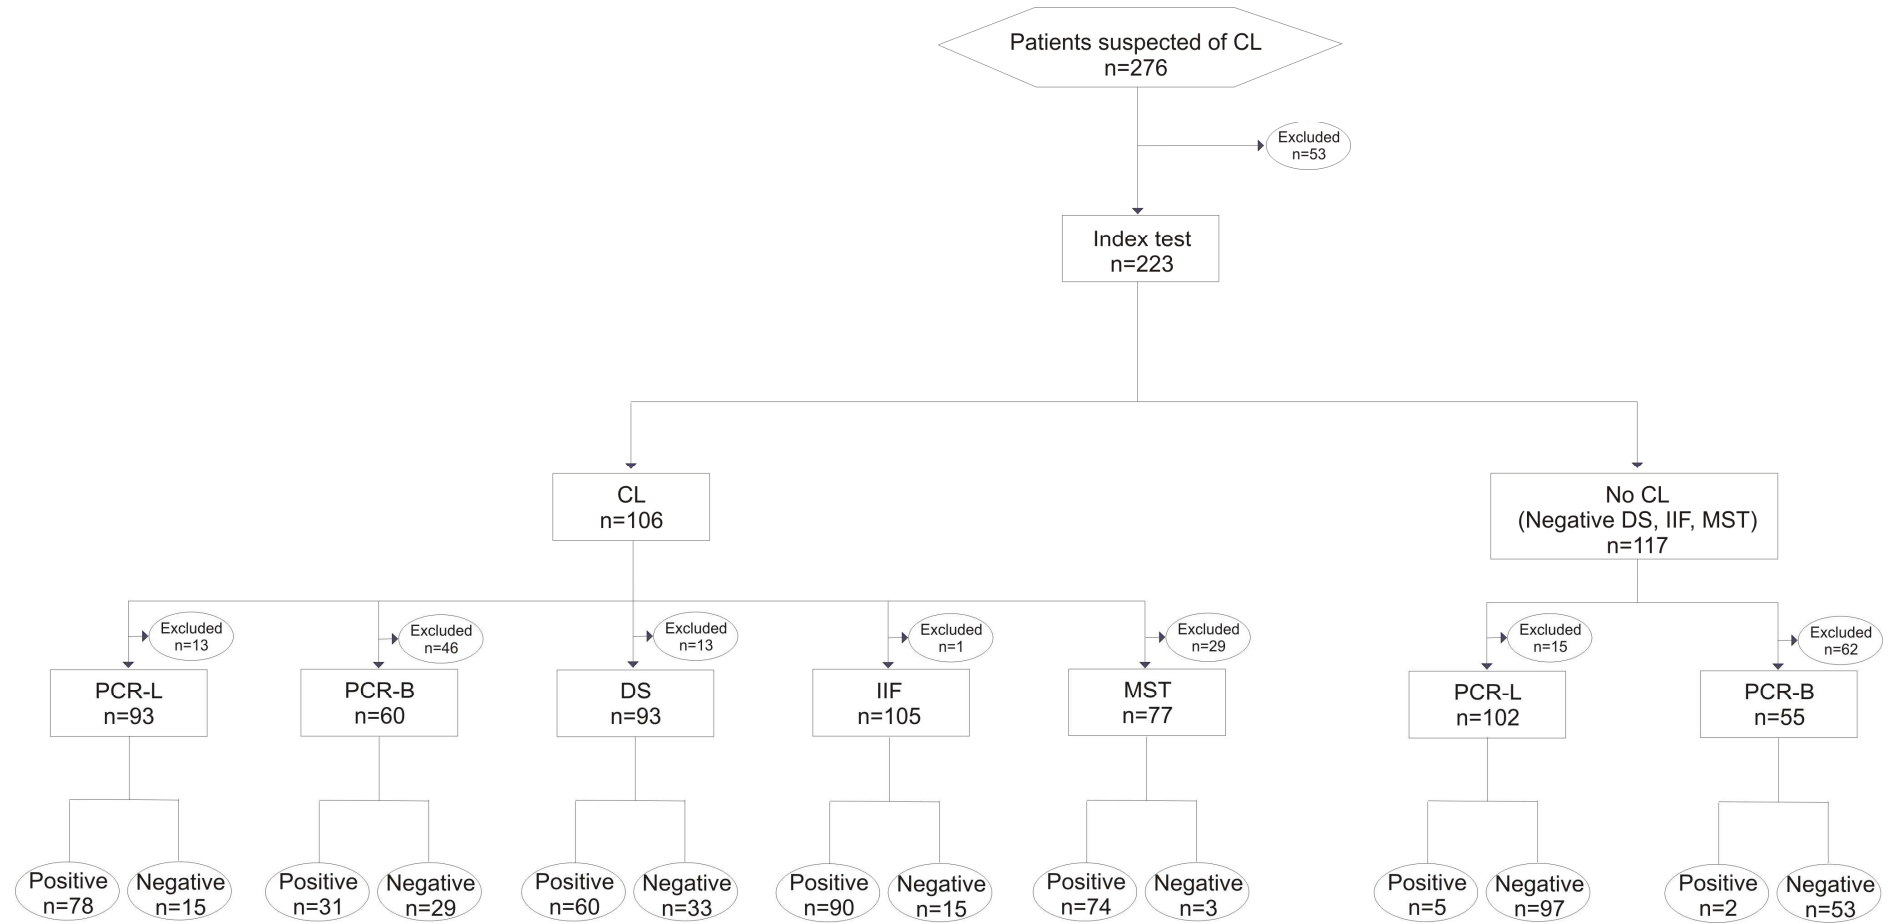 Patients suspected of CL
n=276
Excluded
n=53
Index test
n=223
CL
n=106
No CL
(Negative DS, IIF, MST)
n=117
Excluded
n=13
Excluded
n=46
Excluded
n=13
Excluded
n=1
Excluded
n=29
Excluded
n=15
Excluded
n=62
PCR-L
n=93
PCR-B
n=60
DS
n=93
IIF
n=105
MST
n=77
PCR-L
n=102
PCR-B
n=55
Positive
n=78
Negative
n=15
Positive
n=31
Negative
n=29
Positive
n=60
Negative
n=33
Positive
n=90
Negative
n=15
Positive
n=74
Negative
n=3
Positive
n=5
Negative
n=97
Positive
n=2
Negative
n=53